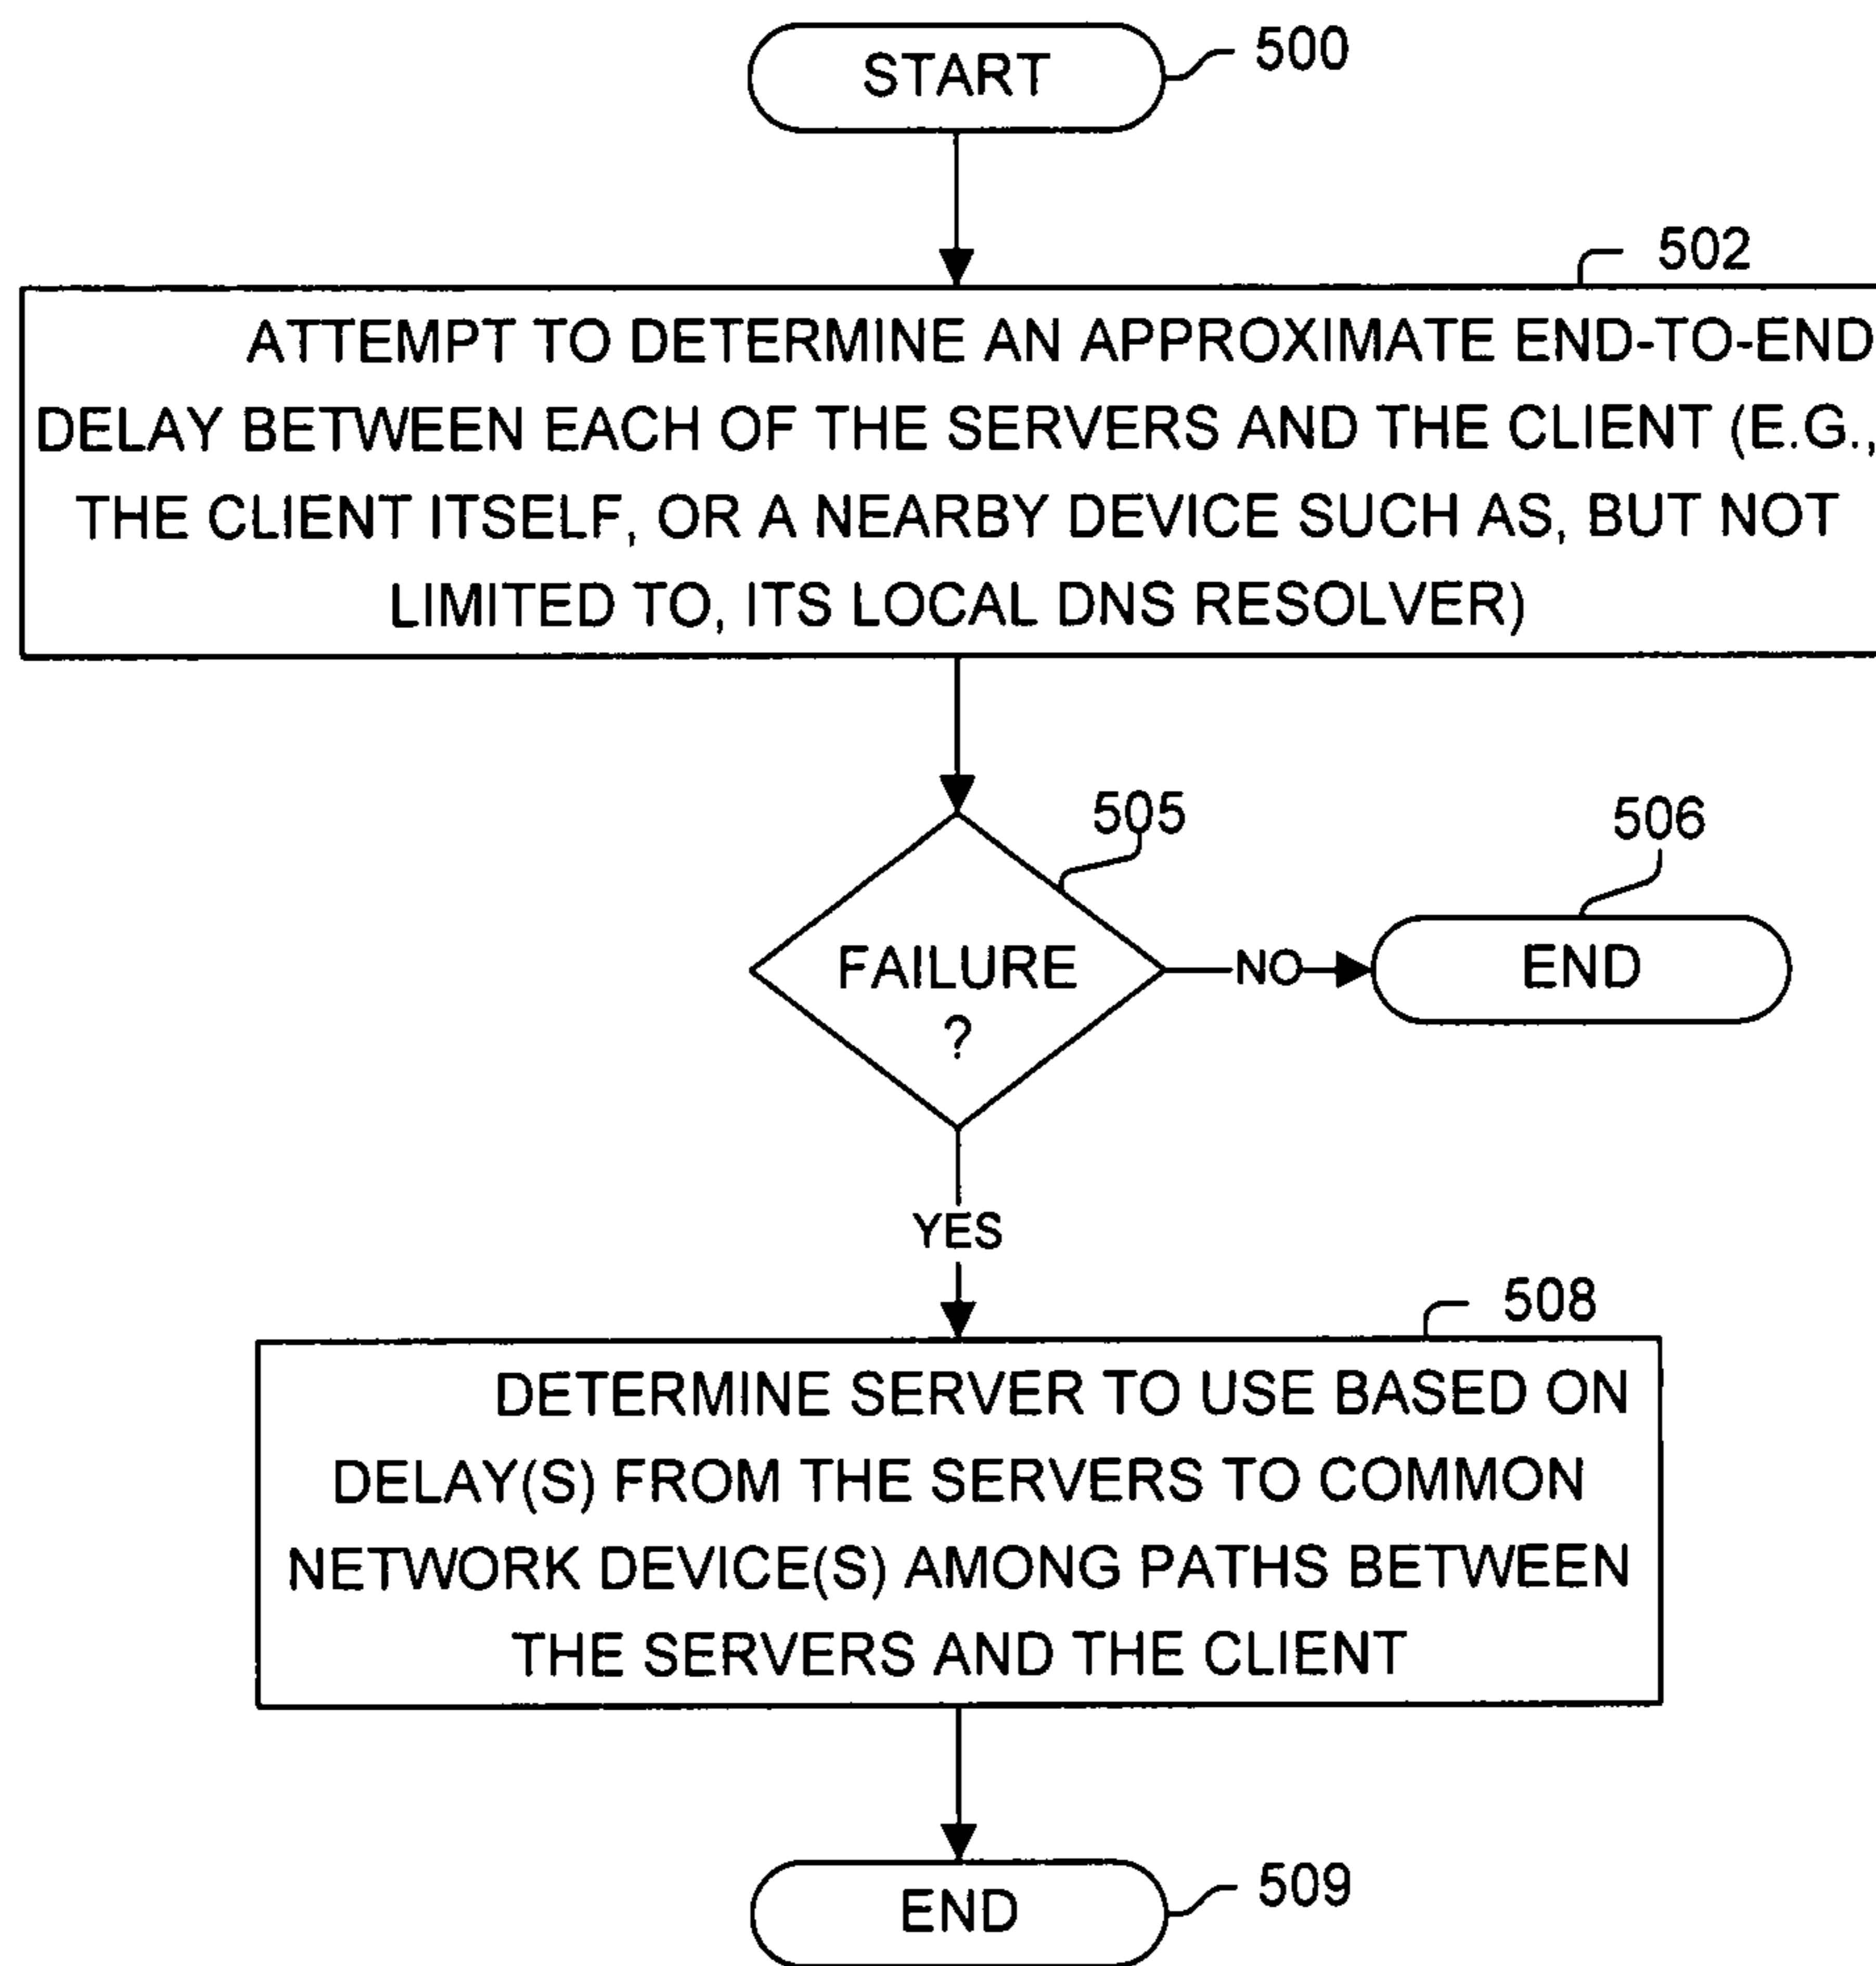 START
500
502
ATTEMPT TO DETERMINE AN APPROXIMATE END-TO-END
DELAY BETWEEN EACH OF THE SERVERS AND THE CLIENT (E.G.,
THE CLIENT ITSELF, OR A NEARBY DEVICE SUCH AS, BUT NOT
LIMITED TO, ITS LOCAL DNS RESOLVER)
505
506
FAILURE
?
NO
END
YES
508
DETERMINE SERVER TO USE BASED ON
DELAY(S) FROM THE SERVERS TO COMMON
NETWORK DEVICE(S) AMONG PATHS BETWEEN
THE SERVERS AND THE CLIENT
END
509